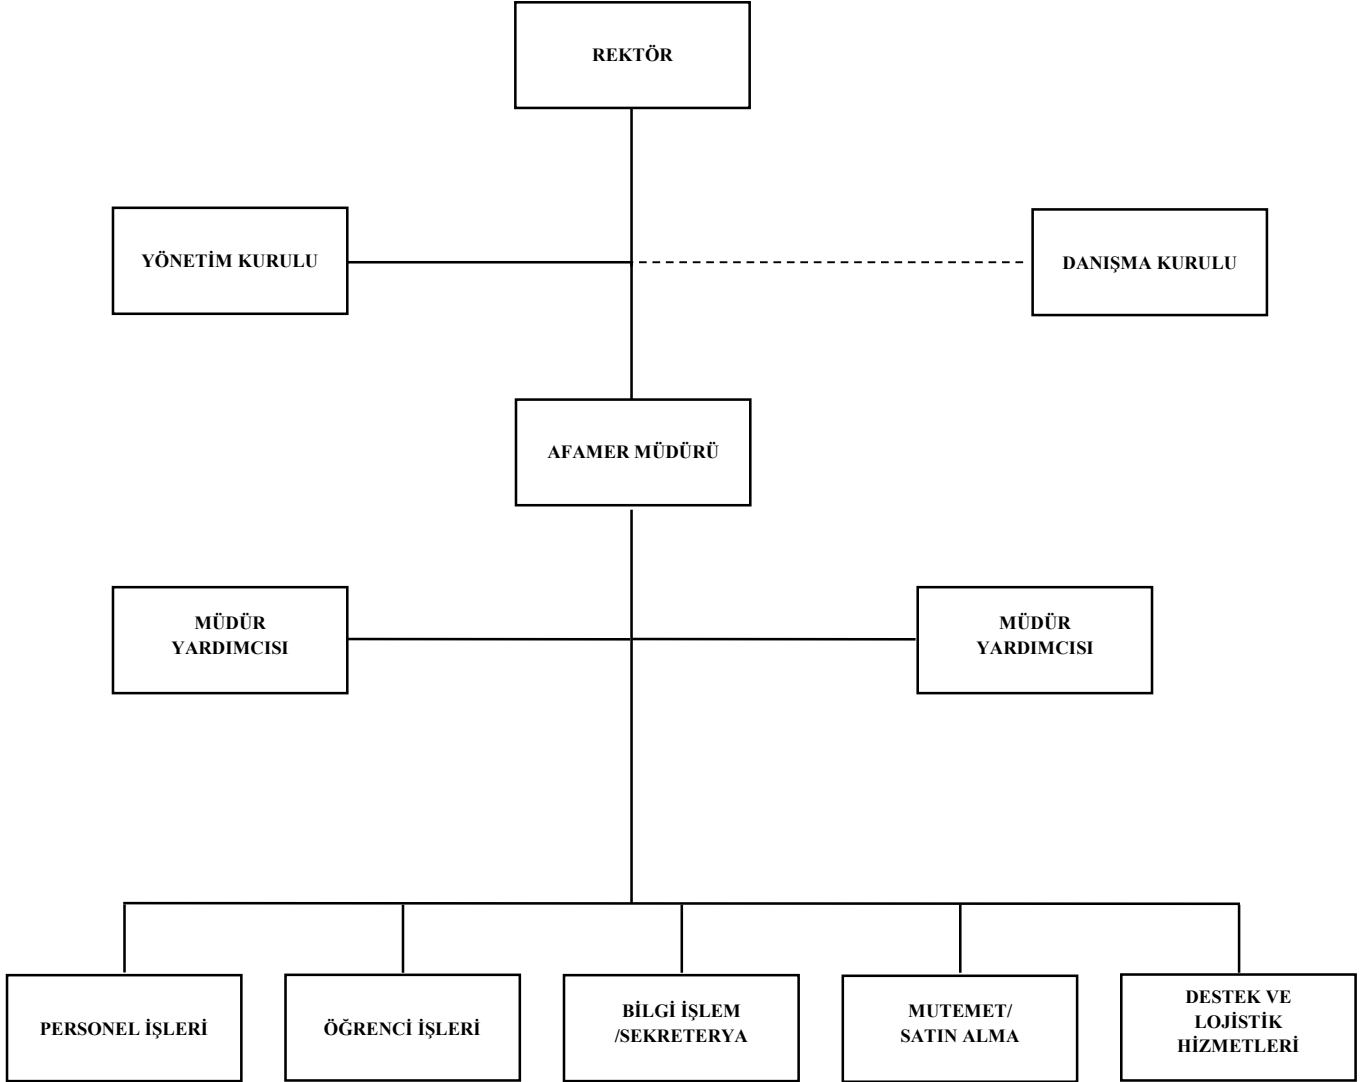 REKTÖR
YÖNETİM KURULU
DANIŞMA KURULU
AFAMER MÜDÜRÜ
MÜDÜR
YARDIMCISI
MÜDÜR
YARDIMCISI
PERSONEL İŞLERİ
ÖĞRENCİ İŞLERİ
BİLGİ İŞLEM
/SEKRETERYA
MUTEMET/
SATIN ALMA
DESTEK VE
LOJİSTİK
HİZMETLERİ